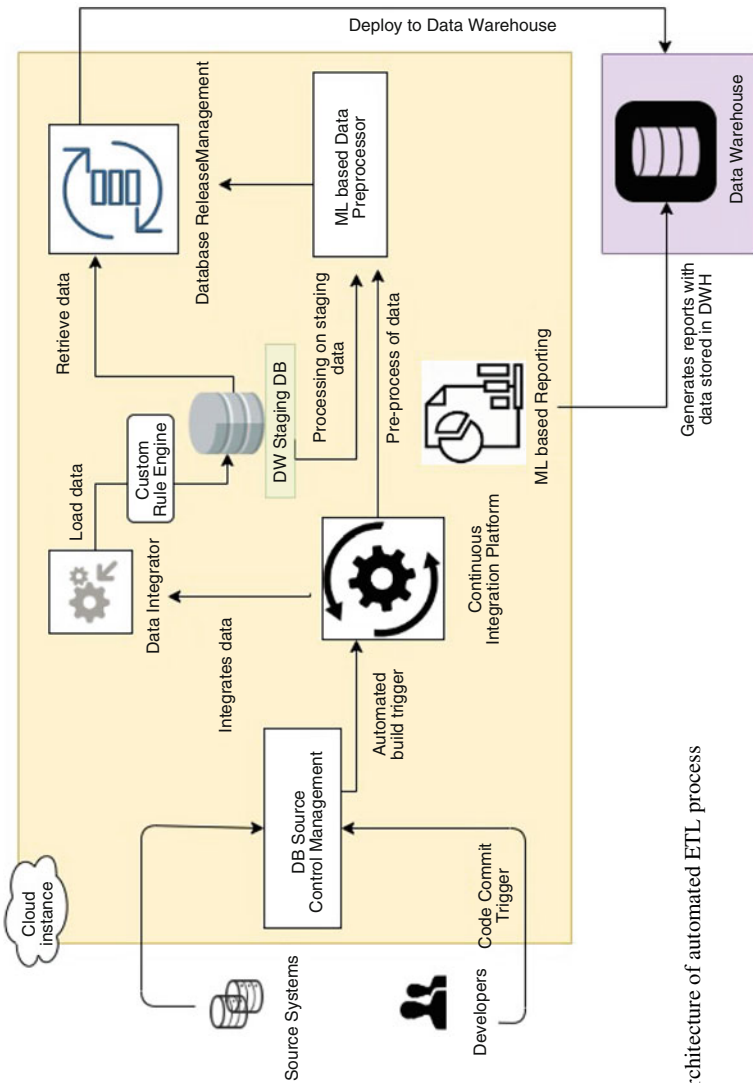 Cloud
instance
Source Systems
Developers
Code Commit
Trigger
DB Source
Control Management
Automated
build trigger
Integrates data
Data Integrator
Load data
Custom
Rule Engine
DW Staging DB
Continuous
Integration Platform
Retrieve data
Processing on staging
data
Pre-process of data
ML based Reporting
Database ReleaseManagement
ML based Data
Preprocessor
Deploy to Data Warehouse
Generates reports with
data stored in DWH
Data Warehouse
rchitecture of automated ETL process